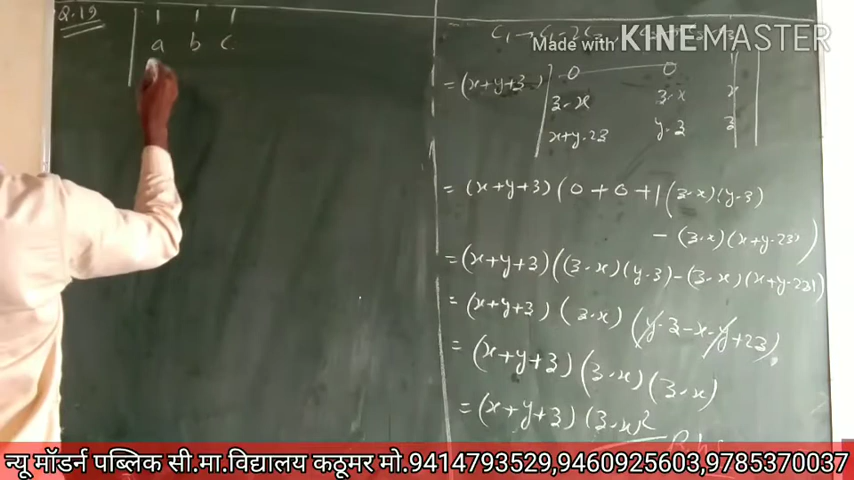 Q.19
1 1 1
a b c
Made with KINEMASTER
= (x+y+3) | 0 0 1 |
3-x 3-x x
x+y-23 y-3 3
= (x+y+3) (0+0+1(3-x)(y-3)
- (3-x)(x+y-23))
= (x+y+3) ((3-x)(y-3)-(3-x)(x+y-23))
= (x+y+3) (3-x) (y-3-x-y+23)
= (x+y+3) (3-x) (3-x)
= (x+y+3) (3-x)²
न्यू मॉडर्न पब्लिक सी.मा.विद्यालय कठूमर मो.9414793529,9460925603,9785370037